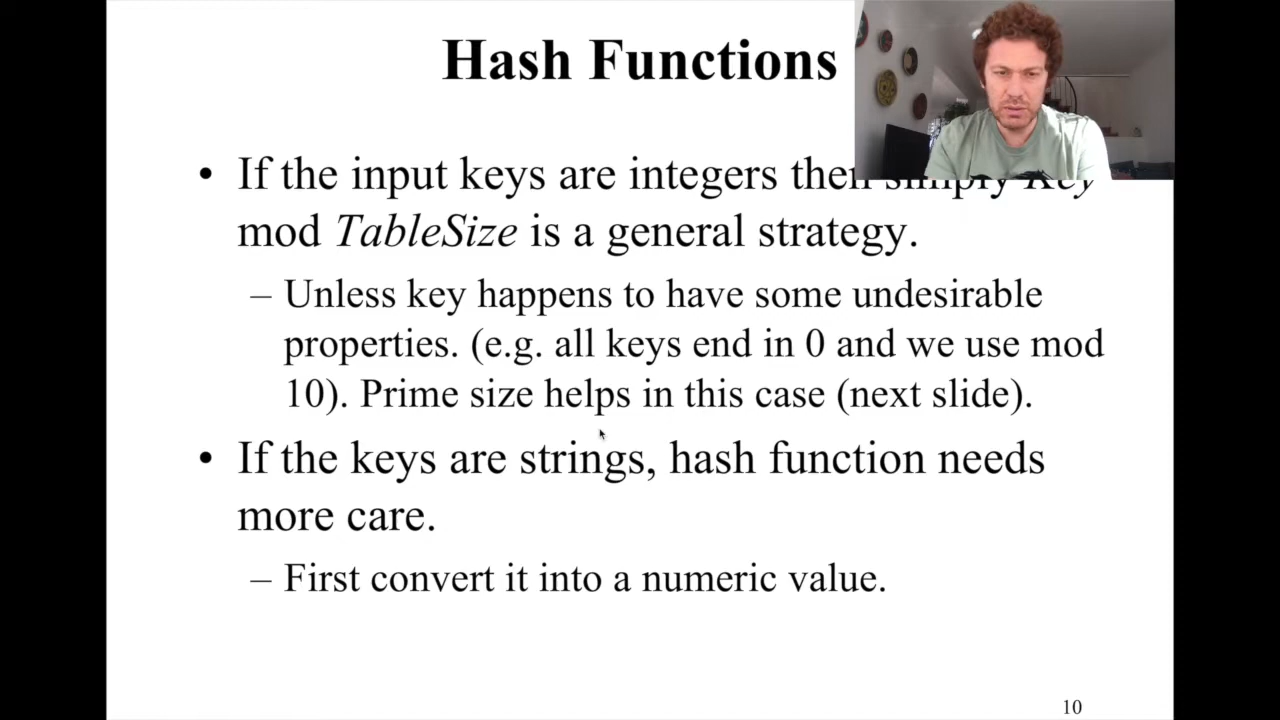 Hash Functions
• If the input keys are integers then simply Key
mod TableSize is a general strategy.
– Unless key happens to have some undesirable
properties. (e.g. all keys end in 0 and we use mod
10). Prime size helps in this case (next slide).
• If the keys are strings, hash function needs
more care.
– First convert it into a numeric value.
10